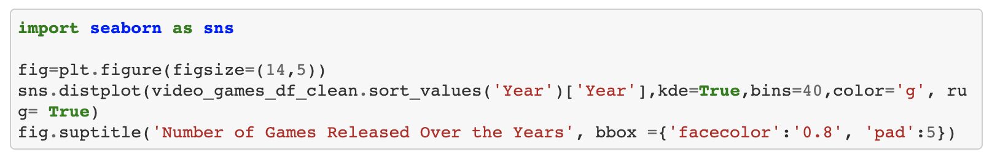 import seaborn as sns
fig=plt.figure(figsize=(14,5))
sns.distplot(video_games_df_clean.sort_values('Year')['Year'],kde=True,bins=40,color='g', ru
g= True)
fig.suptitle('Number of Games Released Over the Years', bbox ={'facecolor':'0.8', 'pad':5})